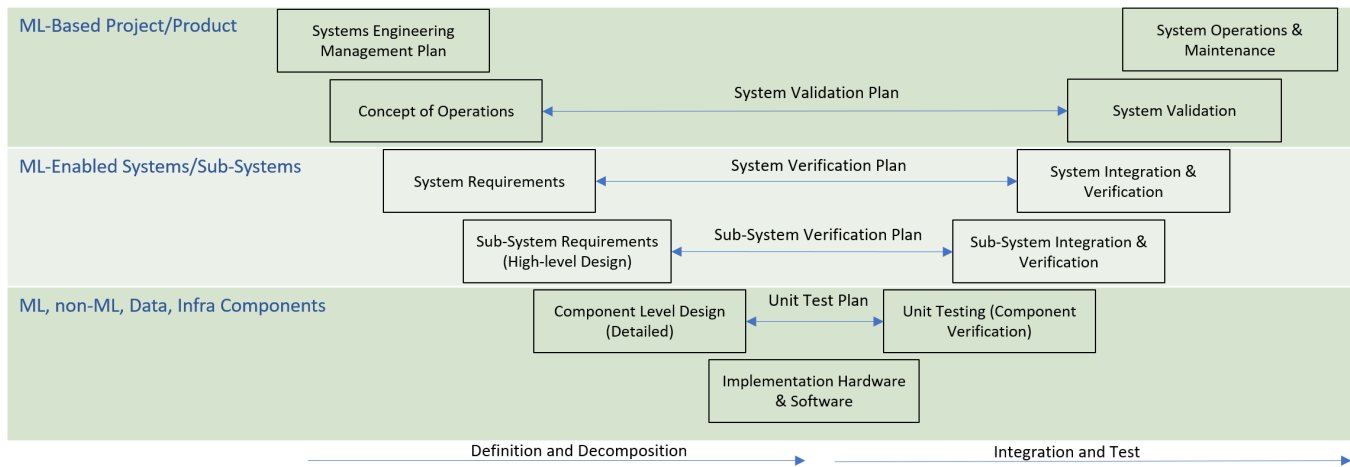 ML-Based Project/Product
Systems Engineering
Management Plan
System Operations &
Maintenance
Concept of Operations
System Validation Plan
System Validation
ML-Enabled Systems/Sub-Systems
System Requirements
System Verification Plan
System Integration &
Verification
Sub-System Requirements
(High-level Design)
Sub-System Verification Plan
Sub-System Integration &
Verification
ML, non-ML, Data, Infra Components
Component Level Design
(Detailed)
Unit Test Plan
Unit Testing (Component
Verification)
Implementation Hardware
& Software
Definition and Decomposition
Integration and Test